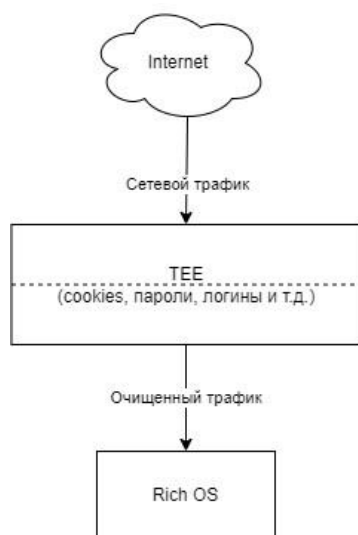 Internet
Сетевой трафик
TEE
(cookies, пароли, логины и т.д.)
Очищенный трафик
Rich OS